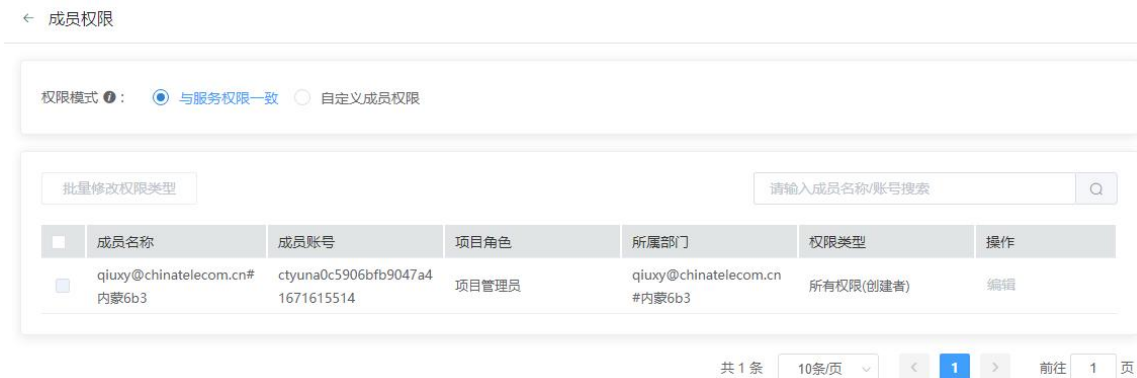 ← 成员权限
权限模式 : 与服务权限一致 自定义成员权限
批量修改权限类型 请输入成员名称/账号搜索
成员名称 成员账号 项目角色 所属部门 权限类型 操作
qiuxy@chinatelecom.cn# ctyuna0c5906bfb9047a4 项目管理员 qiuxy@chinatelecom.cn 所有权限(创建者) 编辑
内蒙6b3 1671615514 #内蒙6b3
共 1 条 10条/页 < 1 > 前往 1 页